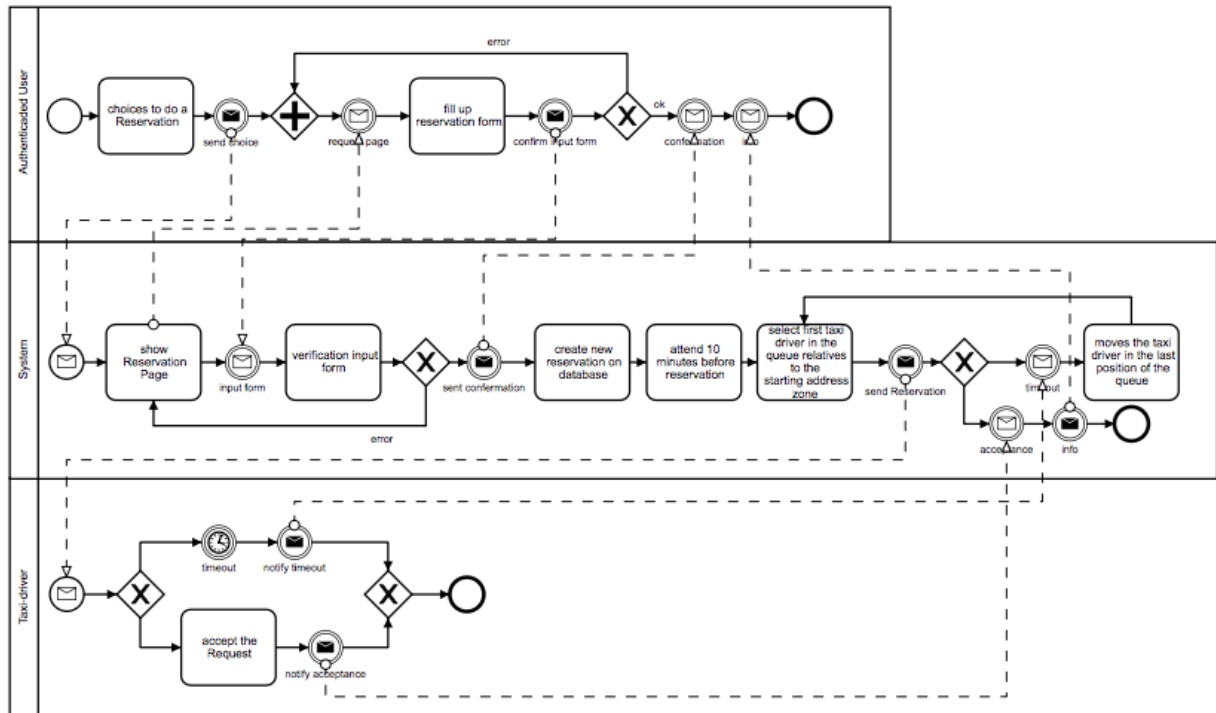 Authenticaded User
error
choices to do a
Reservation
send choice
request page
fill up
reservation form
confirm input form
ok
confermation
info
System
show
Reservation
Page
input form
verification input
form
error
sent confermation
create new
reservation on
database
attend 10
minutes before
reservation
select first taxi
driver in the
queue relatives
to the
starting address
zone
send Reservation
timeout
acceptance
info
moves the taxi
driver in the last
position of the
queue
Taxi-driver
timeout
notify timeout
accept the
Request
notify acceptance